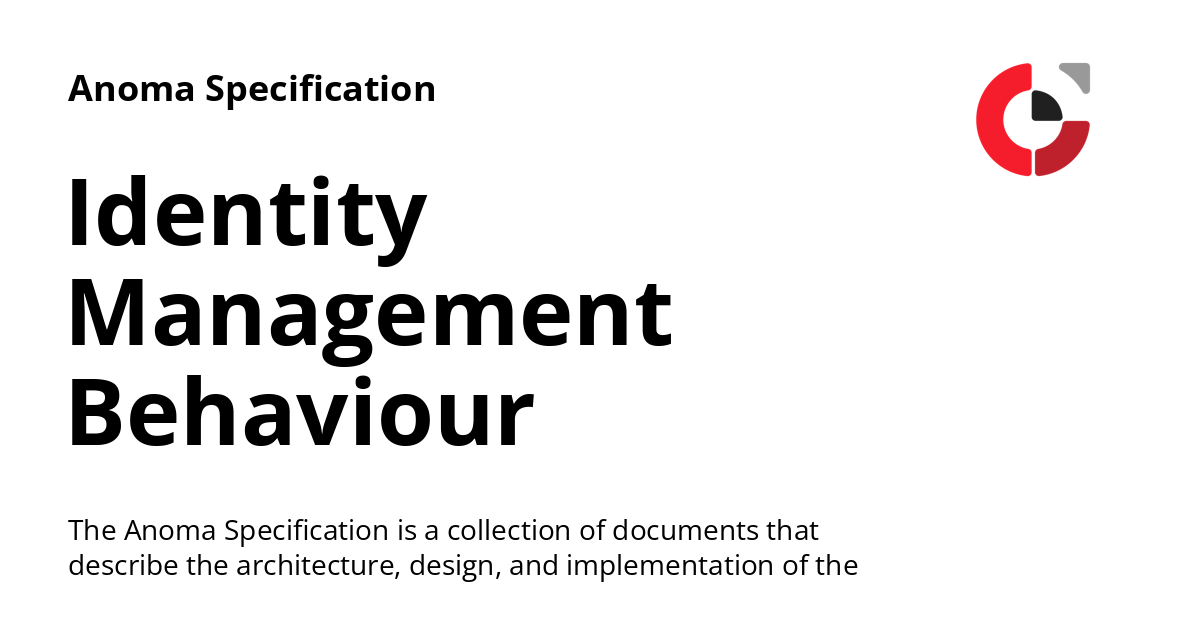 Anoma Specification
Identity
Management
Behaviour
The Anoma Specification is a collection of documents that
describe the architecture, design, and implementation of the